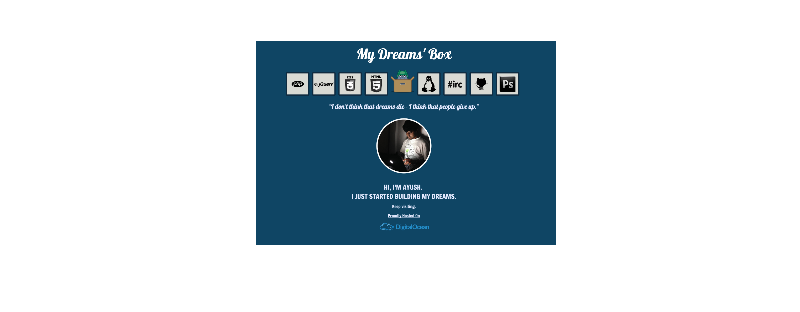 My Dreams' Box
php jQuery CSS HTML #irc Ps
"I don't think that dreams die I think that people give up."
HI, I'M AYUSH.
I JUST STARTED BUILDING MY DREAMS.
Keep visiting.
Proudly Hosted On
DigitalOcean